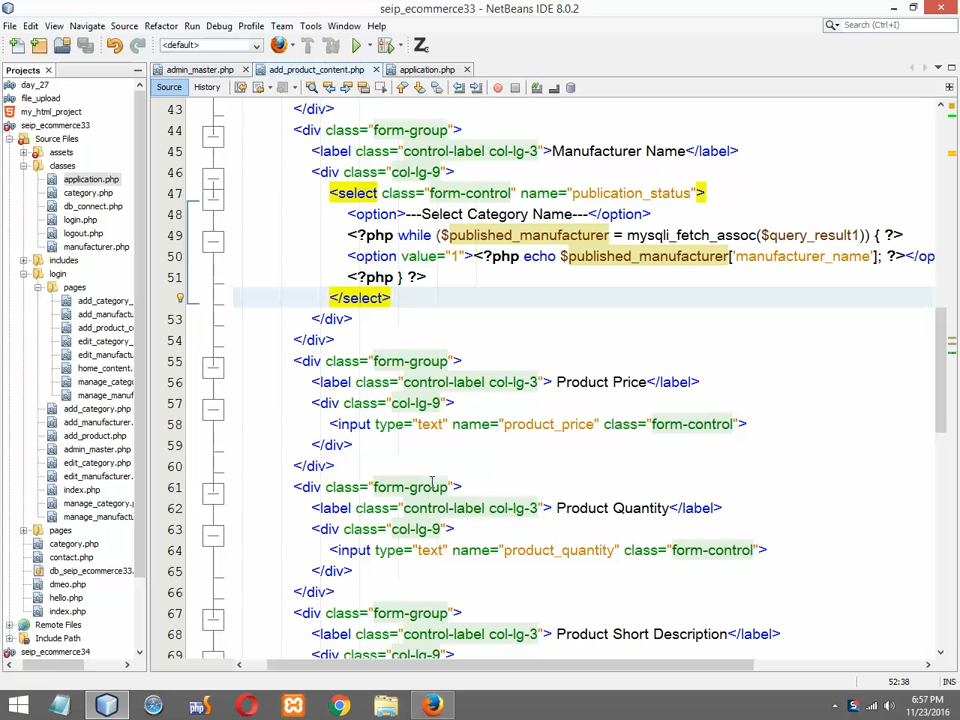 seip_ecommerce33 - NetBeans IDE 8.0.2
File Edit View Navigate Source Refactor Run Debug Profile Team Tools Window Help
<default>
Search (Ctrl+I)
Projects
admin_master.php
add_product_content.php
application.php
Source History
day_27
file_upload
my_html_project
seip_ecommerce33
Source Files
assets
classes
application.php
category.php
db_connect.php
login.php
logout.php
manufacturer.php
includes
login
pages
add_category_
add_manufactu
add_product_co
edit_category_
edit_manufactu
home_content.
manage_catego
manage_manuf
add_category.php
add_manufacturer.
add_product.php
admin_master.php
edit_category.php
edit_manufacturer.
index.php
manage_category.
manage_manufact
pages
category.php
contact.php
db_seip_ecommerce33.
dmeo.php
hello.php
index.php
Remote Files
Include Path
seip_ecommerce34
43 </div>
44 <div class="form-group">
45 <label class="control-label col-lg-3">Manufacturer Name</label>
46 <div class="col-lg-9">
47 <select class="form-control" name="publication_status">
48 <option>---Select Category Name---</option>
49 <?php while ($published_manufacturer = mysqli_fetch_assoc($query_result1)) { ?>
50 <option value="1"><?php echo $published_manufacturer['manufacturer_name']; ?></op
51 <?php } ?>
</select>
53 </div>
54 </div>
55 <div class="form-group">
56 <label class="control-label col-lg-3"> Product Price</label>
57 <div class="col-lg-9">
58 <input type="text" name="product_price" class="form-control">
59 </div>
60 </div>
61 <div class="form-group">
62 <label class="control-label col-lg-3"> Product Quantity</label>
63 <div class="col-lg-9">
64 <input type="text" name="product_quantity" class="form-control">
65 </div>
66 </div>
67 <div class="form-group">
68 <label class="control-label col-lg-3"> Product Short Description</label>
69 <div class="col-lg-9">
52:38 INS
6:57 PM
11/23/2016